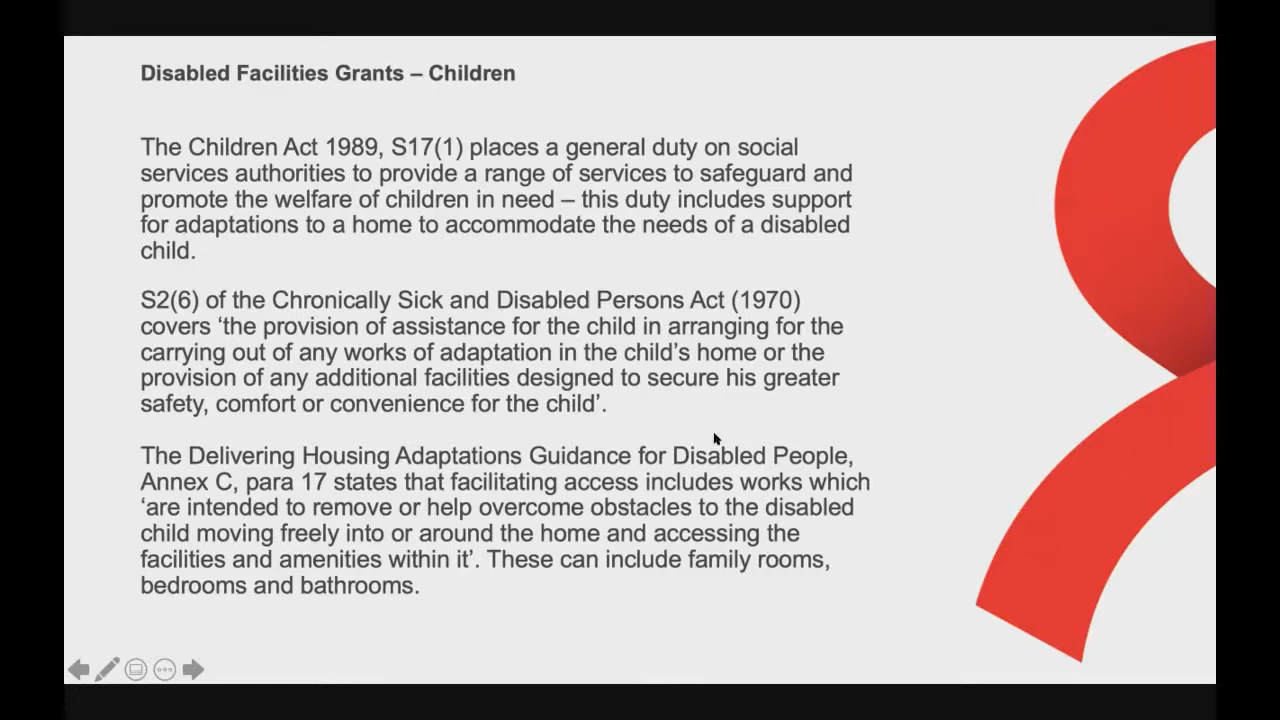 Disabled Facilities Grants – Children
The Children Act 1989, S17(1) places a general duty on social
services authorities to provide a range of services to safeguard and
promote the welfare of children in need – this duty includes support
for adaptations to a home to accommodate the needs of a disabled
child.
S2(6) of the Chronically Sick and Disabled Persons Act (1970)
covers ‘the provision of assistance for the child in arranging for the
carrying out of any works of adaptation in the child’s home or the
provision of any additional facilities designed to secure his greater
safety, comfort or convenience for the child’.
The Delivering Housing Adaptations Guidance for Disabled People,
Annex C, para 17 states that facilitating access includes works which
‘are intended to remove or help overcome obstacles to the disabled
child moving freely into or around the home and accessing the
facilities and amenities within it’. These can include family rooms,
bedrooms and bathrooms.